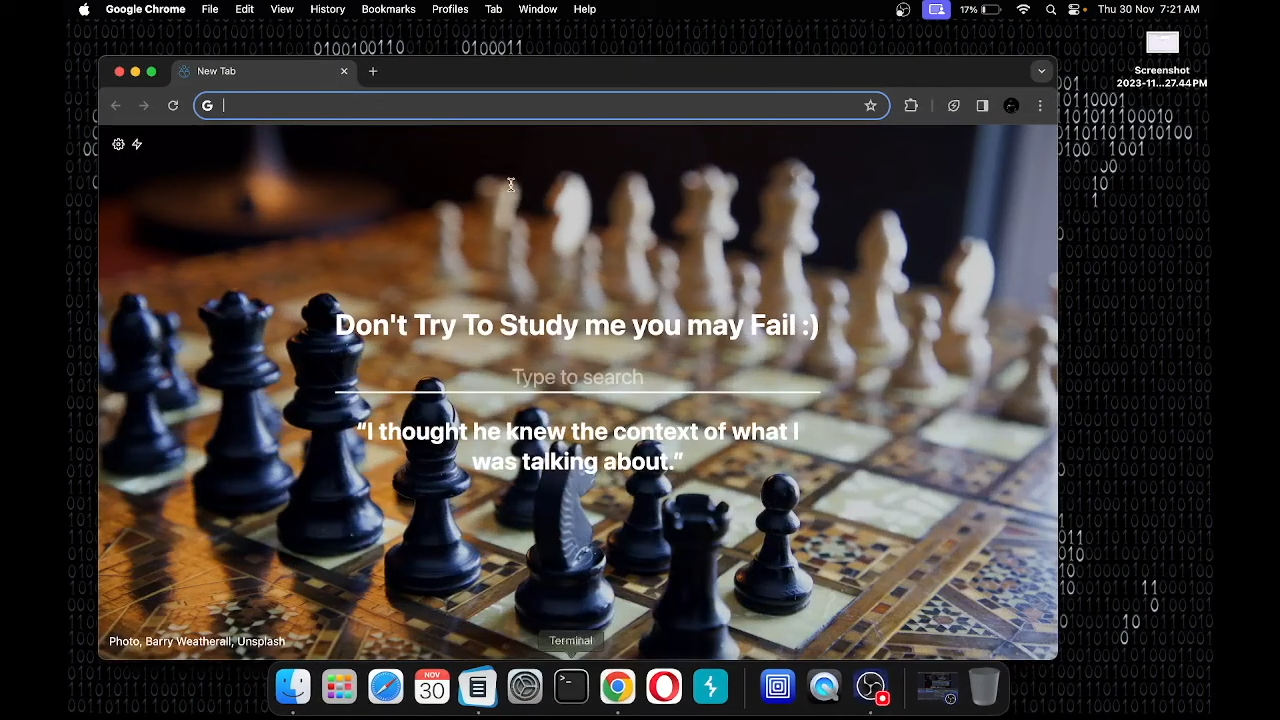 Google Chrome File Edit View History Bookmarks Profiles Tab Window Help 17% Thu 30 Nov 7:21 AM
0100100110 0100011
New Tab
Screenshot
2023-11...27.44 PM
Don't Try To Study me you may Fail :)
Type to search
“I thought he knew the context of what I
was talking about.”
Photo, Barry Weatherall, Unsplash
Terminal
NOV
30